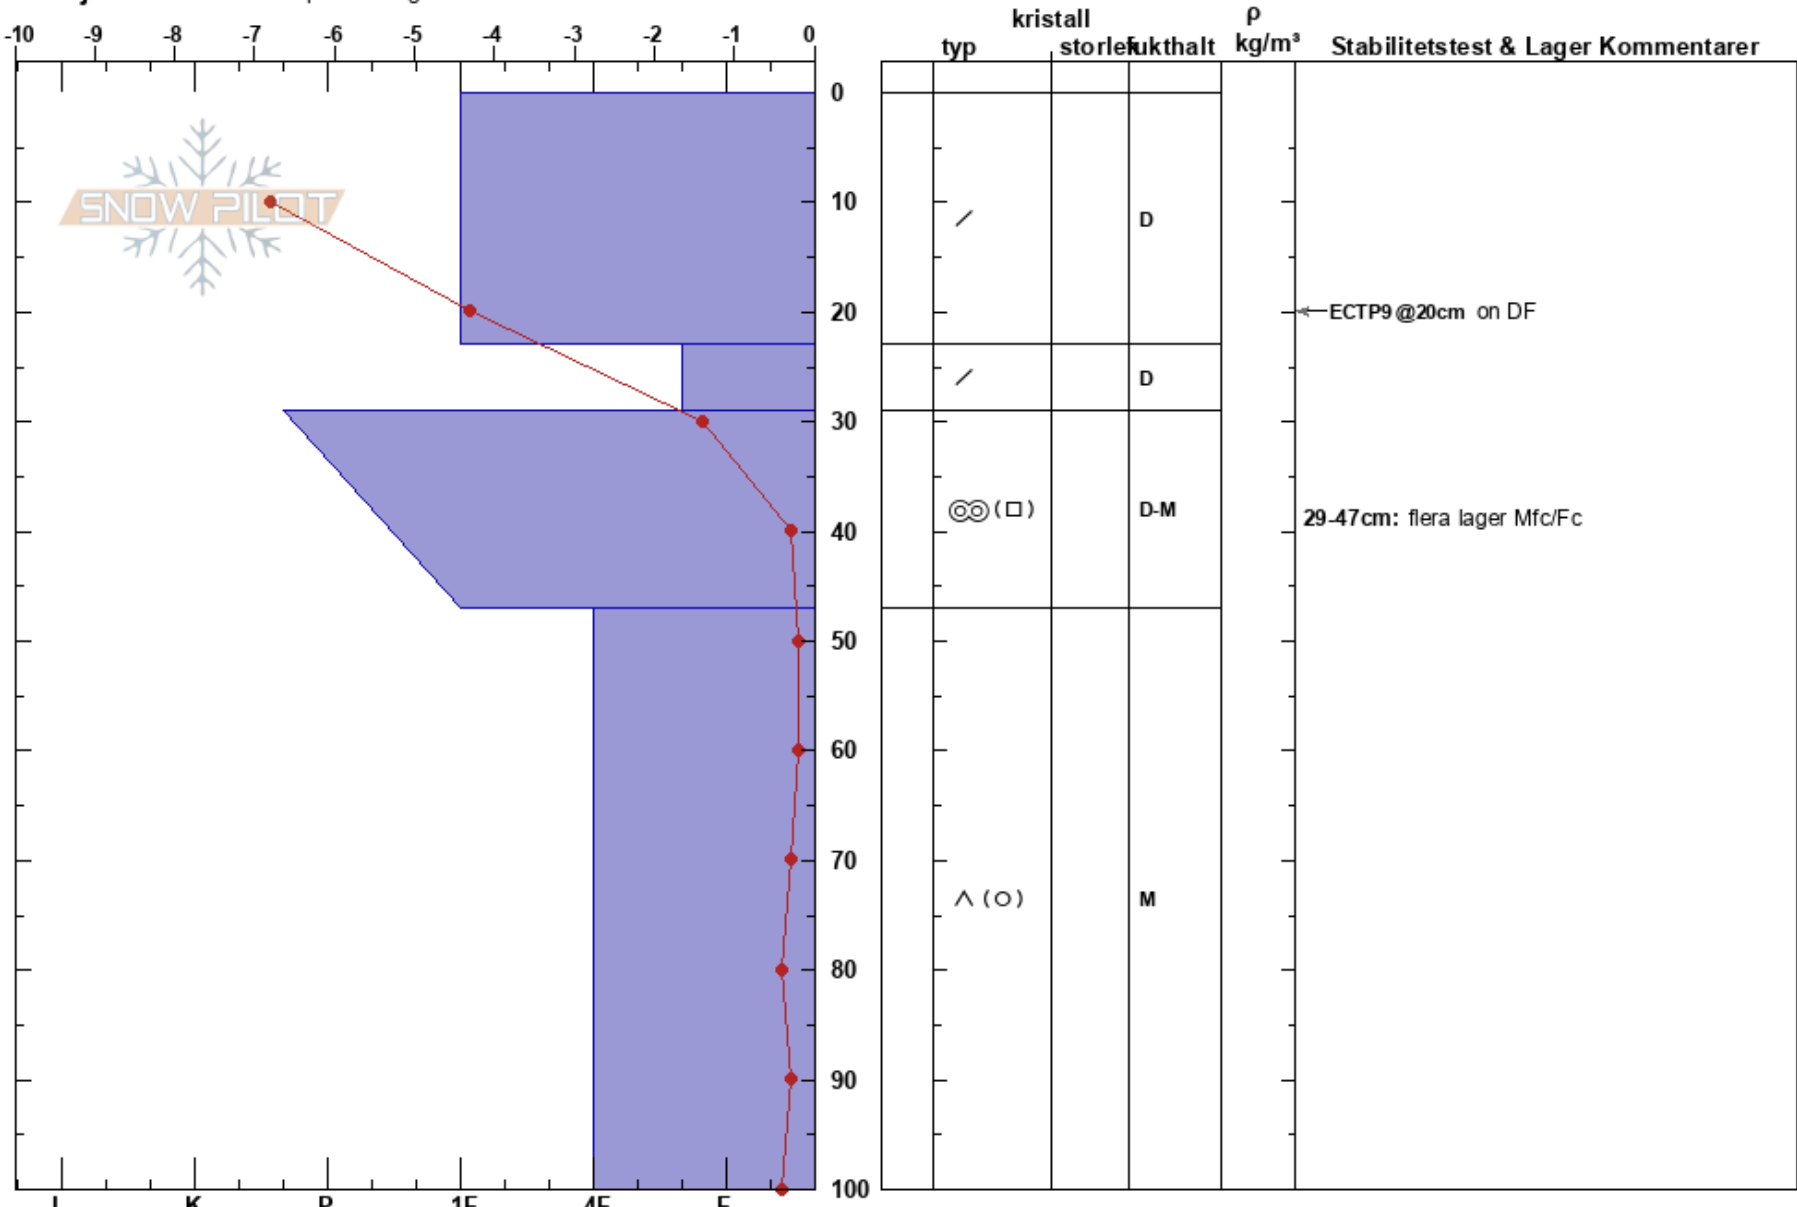 kristall
ρ
-10 -9 -8 -7 -6 -5 -4 -3 -2 -1 0
typ storlek fukthalt kg/m³ Stabilitetstest & Lager Kommentarer
0
SNOW PILOT
10
D
20
ECTP9 @20cm on DF
D
30
D-M
29-47cm: flera lager Mfc/Fc
40
50
60
70
M
80
90
100
I K P 1F 4F F